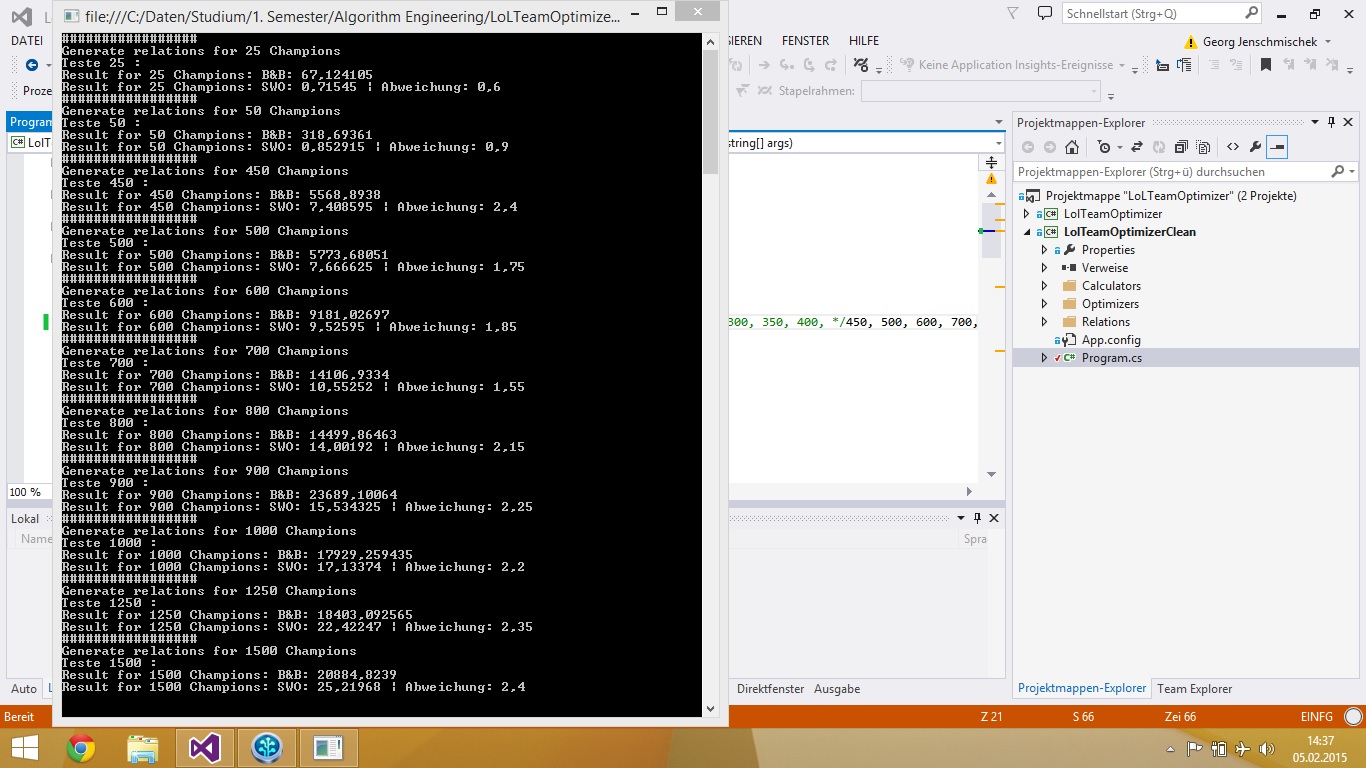 file:///C:/Daten/Studium/1. Semester/Algorithm Engineering/LoLTeamOptimize...
Schnellstart (Strg+Q)
DATEI
SIEREN FENSTER HILFE
Georg Jenschmischek
Keine Application Insights-Ereignisse
Proze
Stapelrahmen:
Program
LolT
string[] args)
##################
Generate relations for 25 Champions
Teste 25 :
Result for 25 Champions: B&B: 67,124105
Result for 25 Champions: SWO: 0,71545 ¦ Abweichung: 0,6
##################
Generate relations for 50 Champions
Teste 50 :
Result for 50 Champions: B&B: 318,69361
Result for 50 Champions: SWO: 0,852915 ¦ Abweichung: 0,9
##################
Generate relations for 450 Champions
Teste 450 :
Result for 450 Champions: B&B: 5568,8938
Result for 450 Champions: SWO: 7,408595 ¦ Abweichung: 2,4
##################
Generate relations for 500 Champions
Teste 500 :
Result for 500 Champions: B&B: 5773,68051
Result for 500 Champions: SWO: 7,666625 ¦ Abweichung: 1,75
##################
Generate relations for 600 Champions
Teste 600 :
Result for 600 Champions: B&B: 9181,02697
Result for 600 Champions: SWO: 9,52595 ¦ Abweichung: 1,85
##################
Generate relations for 700 Champions
Teste 700 :
Result for 700 Champions: B&B: 14106,9334
Result for 700 Champions: SWO: 10,55252 ¦ Abweichung: 1,55
##################
Generate relations for 800 Champions
Teste 800 :
Result for 800 Champions: B&B: 14499,86463
Result for 800 Champions: SWO: 14,00192 ¦ Abweichung: 2,15
##################
Generate relations for 900 Champions
Teste 900 :
Result for 900 Champions: B&B: 23689,10064
Result for 900 Champions: SWO: 15,534325 ¦ Abweichung: 2,25
##################
Generate relations for 1000 Champions
Teste 1000 :
Result for 1000 Champions: B&B: 17929,259435
Result for 1000 Champions: SWO: 17,13374 ¦ Abweichung: 2,2
##################
Generate relations for 1250 Champions
Teste 1250 :
Result for 1250 Champions: B&B: 18403,092565
Result for 1250 Champions: SWO: 22,42247 ¦ Abweichung: 2,35
##################
Generate relations for 1500 Champions
Teste 1500 :
Result for 1500 Champions: B&B: 20884,8239
Result for 1500 Champions: SWO: 25,21968 ¦ Abweichung: 2,4
300, 350, 400, */450, 500, 600, 700,
100 %
Lokal
Name
Spra
Auto
Direktfenster Ausgabe
Projektmappen-Explorer
Projektmappen-Explorer (Strg+ü) durchsuchen
Projektmappe "LoLTeamOptimizer" (2 Projekte)
C# LolTeamOptimizer
C# LolTeamOptimizerClean
Properties
Verweise
Calculators
Optimizers
Relations
App.config
C# Program.cs
Projektmappen-Explorer Team Explorer
Bereit
Z 21 S 66 Zei 66 EINFG
14:37
05.02.2015